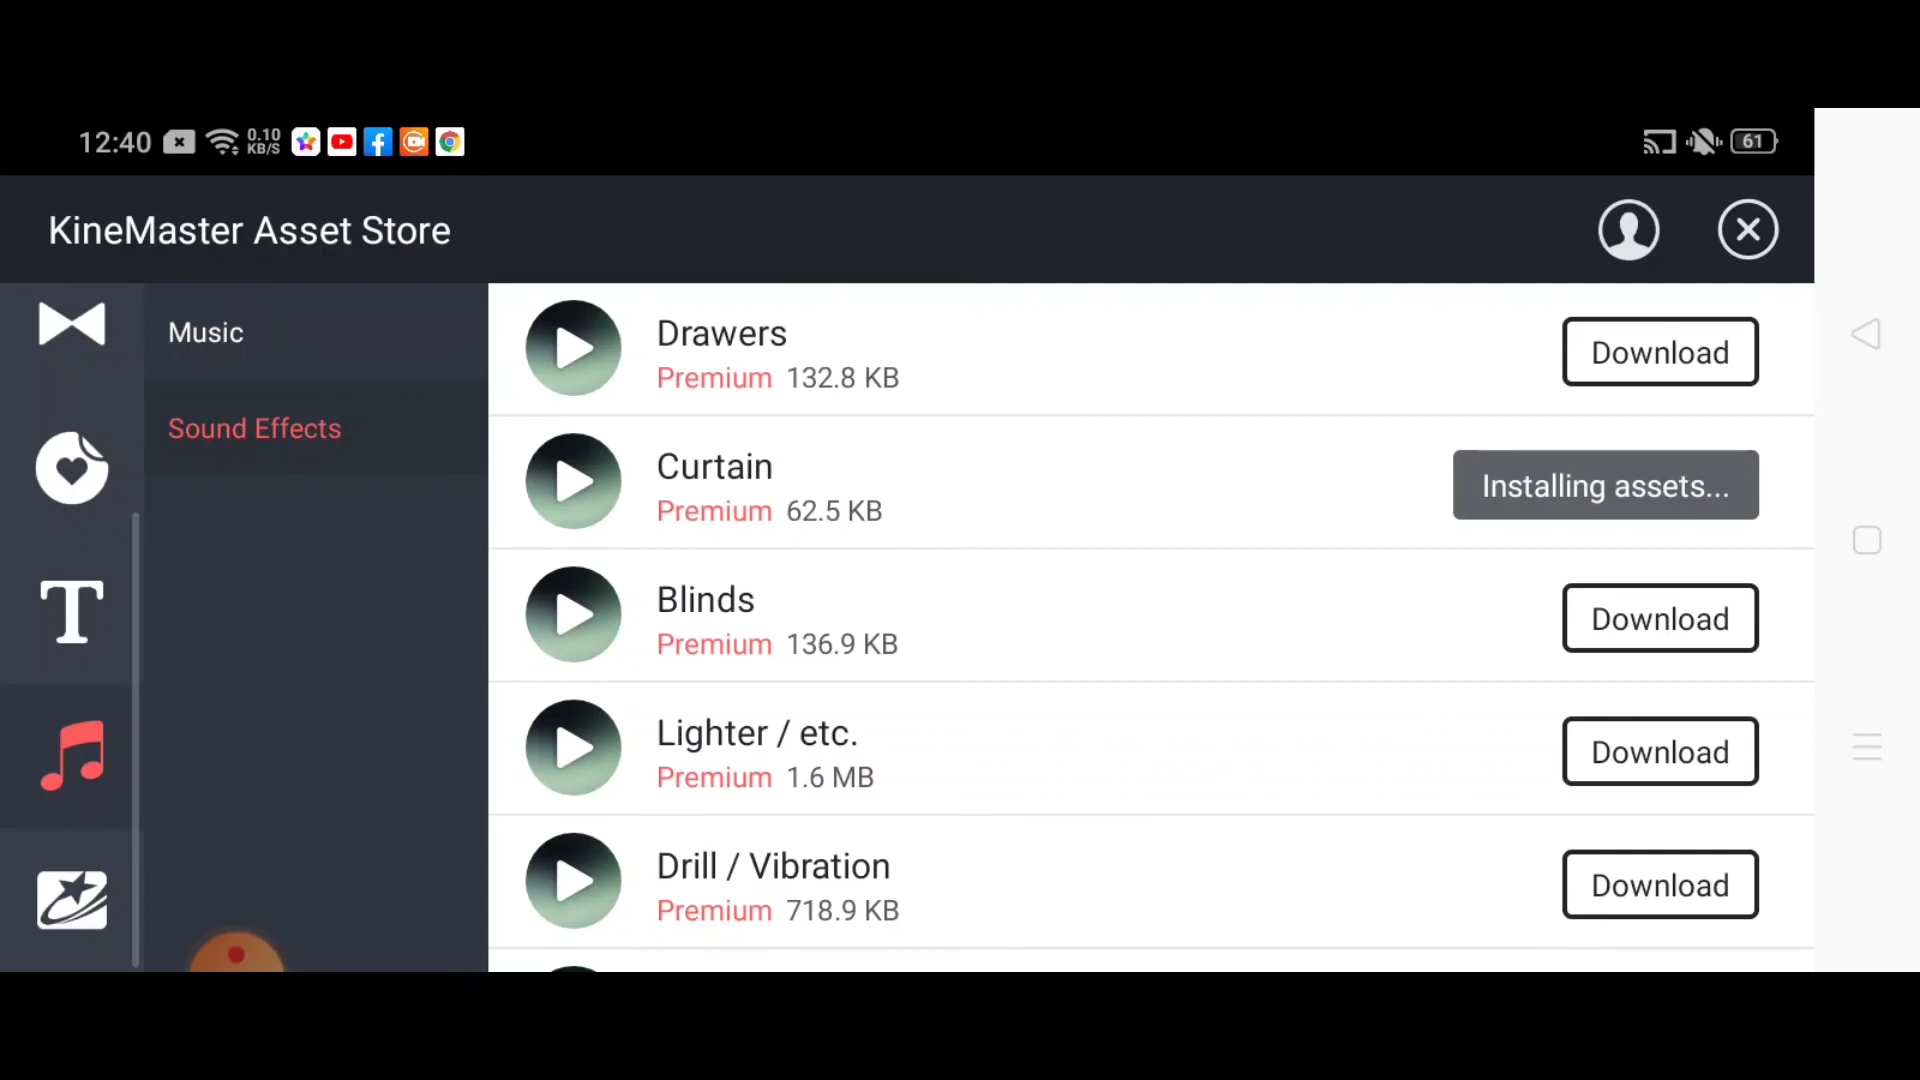 12:40
0.10
KB/S
61
KineMaster Asset Store
Music
Sound Effects
Drawers
Premium 132.8 KB
Download
Curtain
Premium 62.5 KB
Installing assets...
Blinds
Premium 136.9 KB
Download
Lighter / etc.
Premium 1.6 MB
Download
Drill / Vibration
Premium 718.9 KB
Download